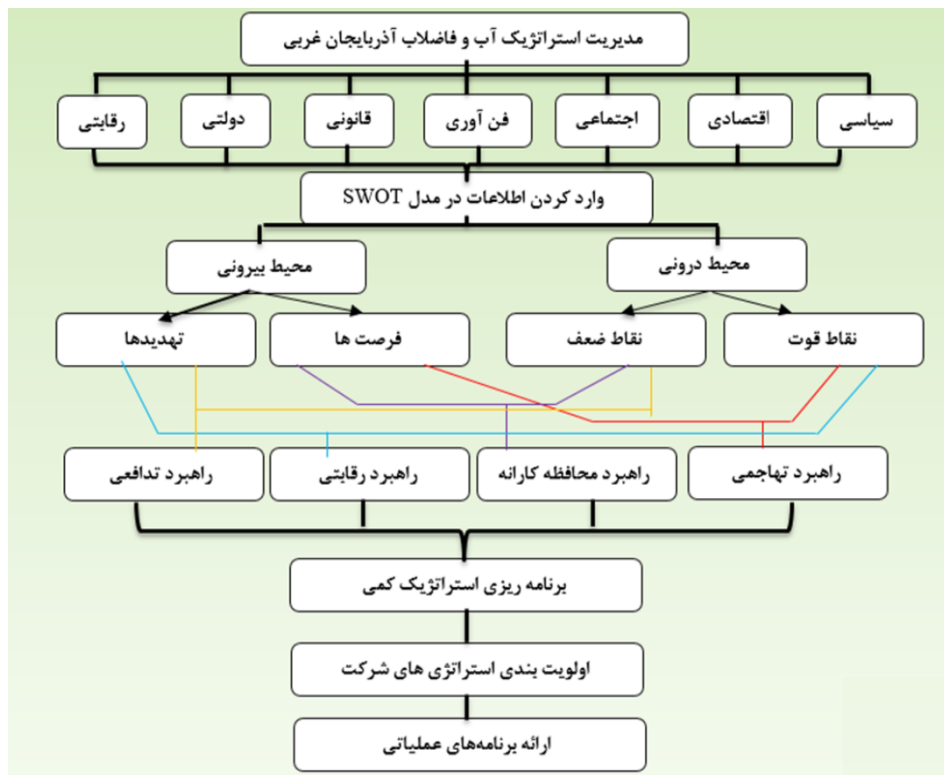 مدیریت استراتژیک آب و فاضلاب آذربایجان غربی
سیاسی
اقتصادی
اجتماعی
فن آوری
قانونی
دولتی
رقابتی
وارد کردن اطلاعات در مدل SWOT
محیط درونی
محیط بیرونی
نقاط قوت
نقاط ضعف
فرصت ها
تهدیدها
راهبرد تهاجمی
راهبرد محافظه کارانه
راهبرد رقابتی
راهبرد تدافعی
برنامه ریزی استراتژیک کمی
اولویت بندی استراتژی های شرکت
ارائه برنامه‌های عملیاتی